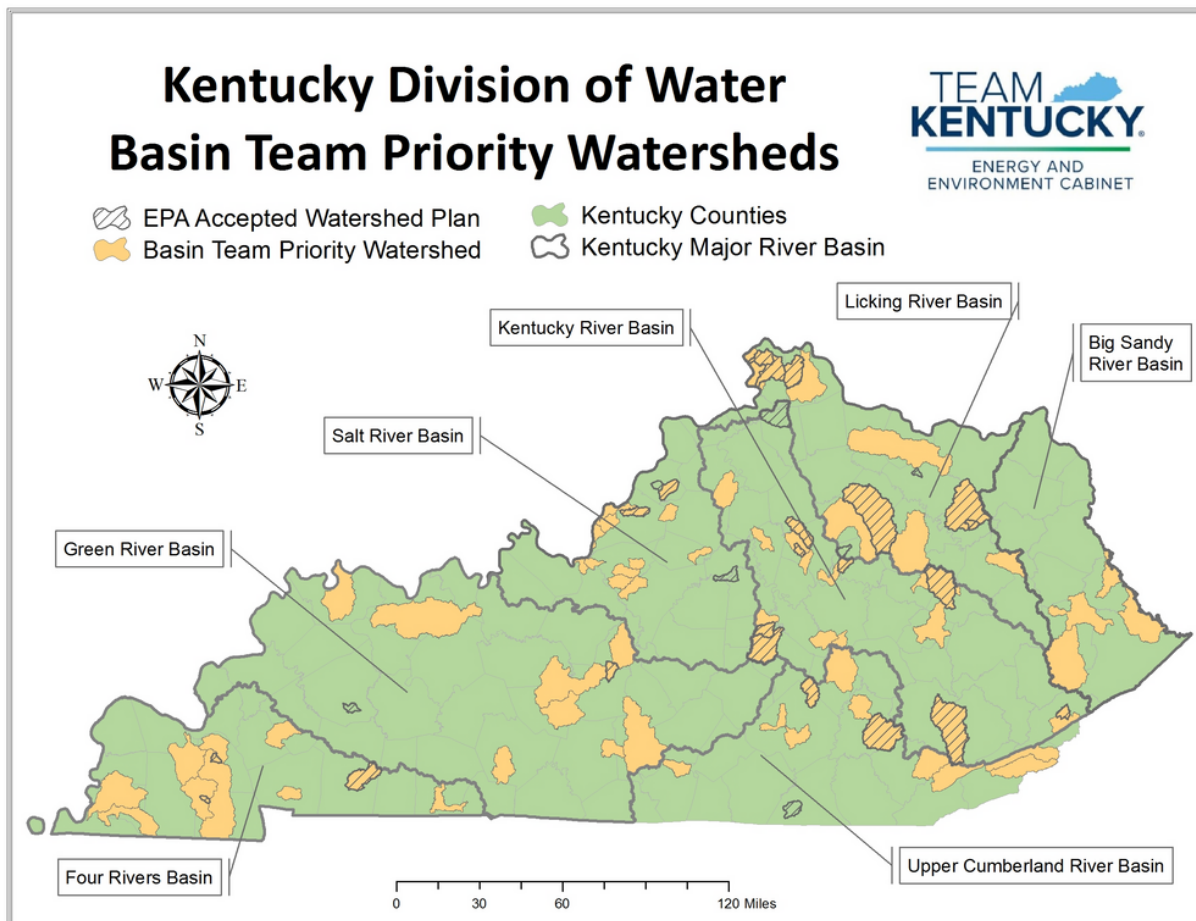 Kentucky Division of Water
Basin Team Priority Watersheds
TEAM
KENTUCKY®
ENERGY AND
ENVIRONMENT CABINET
EPA Accepted Watershed Plan
Kentucky Counties
Basin Team Priority Watershed
Kentucky Major River Basin
Licking River Basin
Kentucky River Basin
Big Sandy
River Basin
N
W E
S
Salt River Basin
Green River Basin
Four Rivers Basin
Upper Cumberland River Basin
0 30 60 120 Miles